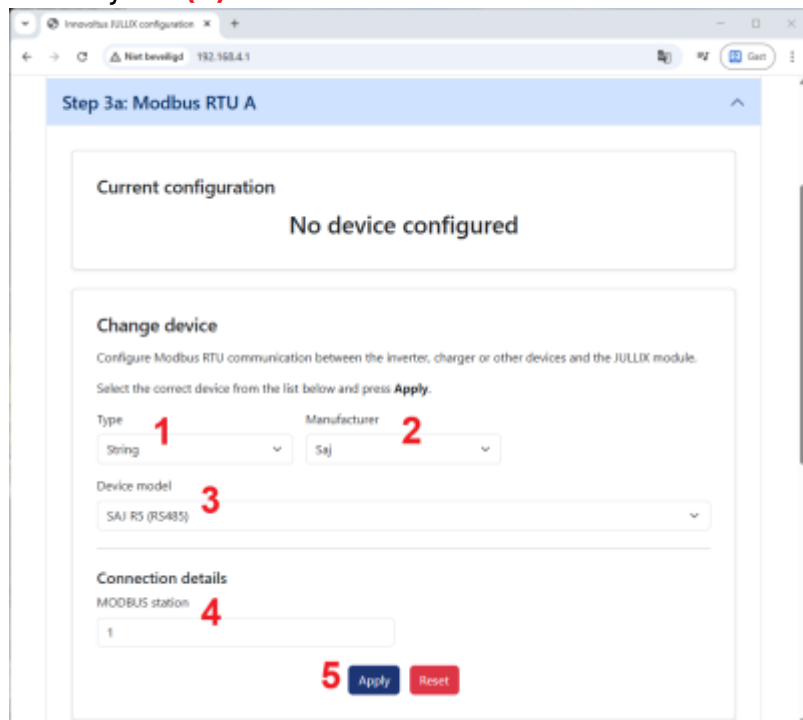 Innovoltus JULLIX configuration
Niet beveiligd 192.168.4.1 Gast
Step 3a: Modbus RTU A
Current configuration
No device configured
Change device
Configure Modbus RTU communication between the inverter, charger or other devices and the JULLIX module.
Select the correct device from the list below and press Apply.
Type 1 Manufacturer 2
String Saj
Device model 3
SAJ R5 (RS485)
Connection details
MODBUS station 4
1
5 Apply Reset